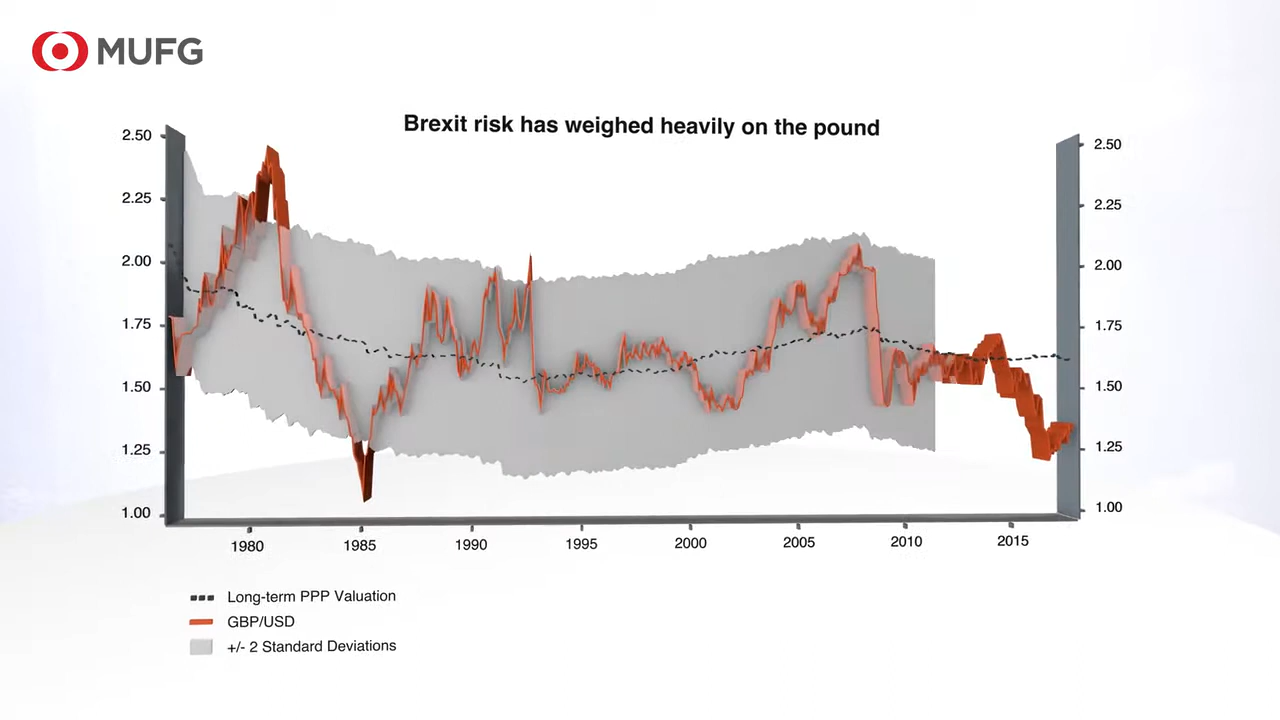 MUFG
Brexit risk has weighed heavily on the pound
2.50
2.25
2.00
1.75
1.50
1.25
1.00
2.50
2.25
2.00
1.75
1.50
1.25
1.00
1980 1985 1990 1995 2000 2005 2010 2015
Long-term PPP Valuation
GBP/USD
+/- 2 Standard Deviations